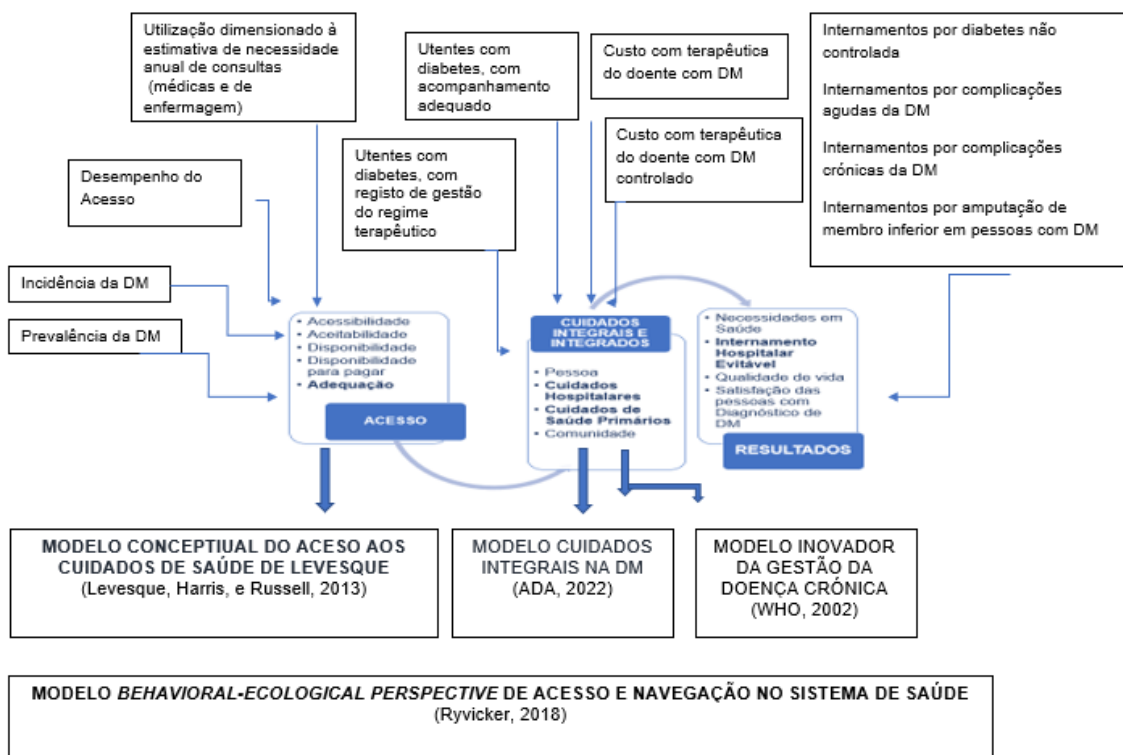 Utilização dimensionado à
estimativa de necessidade
anual de consultas
(médicas e de
enfermagem)
Utentes com
diabetes, com
acompanhamento
adequado
Custo com terapêutica
do doente com DM
Internamentos por diabetes não
controlada
Internamentos por complicações
agudas da DM
Internamentos por complicações
crónicas da DM
Internamentos por amputação de
membro inferior em pessoas com DM
Desempenho do
Acesso
Utentes com
diabetes, com
registo de gestão
do regime
terapêutico
Custo com terapêutica
do doente com DM
controlado
Incidência da DM
Prevalência da DM
• Acessibilidade
• Aceitabilidade
• Disponibilidade
• Disponibilidade
para pagar
• Adequação
ACESSO
CUIDADOS
INTEGRAIS E
INTEGRADOS
• Pessoa
• Cuidados
Hospitalares
• Cuidados de
Saúde Primários
• Comunidade
• Necessidades em
Saúde
• Internamento
Hospitalar
Evitável
• Qualidade de vida
• Satisfação das
pessoas com
Diagnóstico de
DM
RESULTADOS
MODELO CONCEPTIUAL DO ACESO AOS
CUIDADOS DE SAÚDE DE LEVESQUE
(Levesque, Harris, e Russell, 2013)
MODELO CUIDADOS
INTEGRAIS NA DM
(ADA, 2022)
MODELO INOVADOR
DA GESTÃO DA
DOENÇA CRÓNICA
(WHO, 2002)
MODELO BEHAVIORAL-ECOLOGICAL PERSPECTIVE DE ACESSO E NAVEGAÇÃO NO SISTEMA DE SAÚDE
(Ryvicker, 2018)